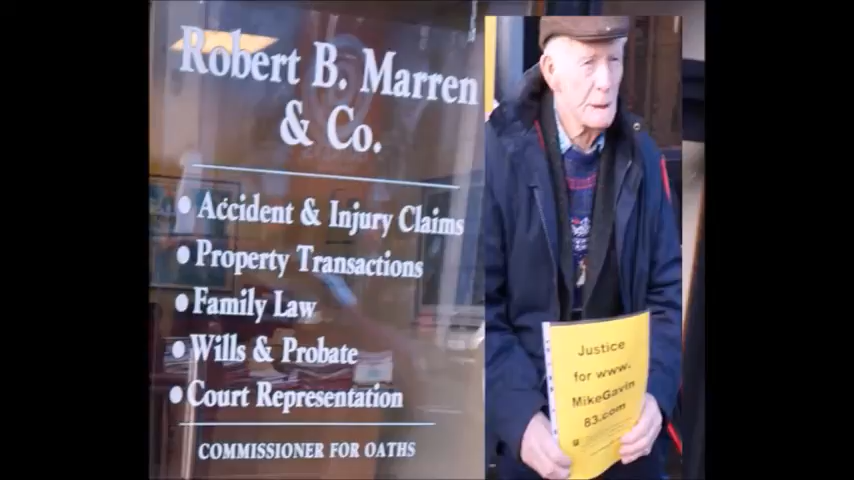 Robert B. Marren
& Co.
• Accident & Injury Claims
• Property Transactions
• Family Law
• Wills & Probate
• Court Representation
COMMISSIONER FOR OATHS
Justice
for www.
MikeGavin
83.com